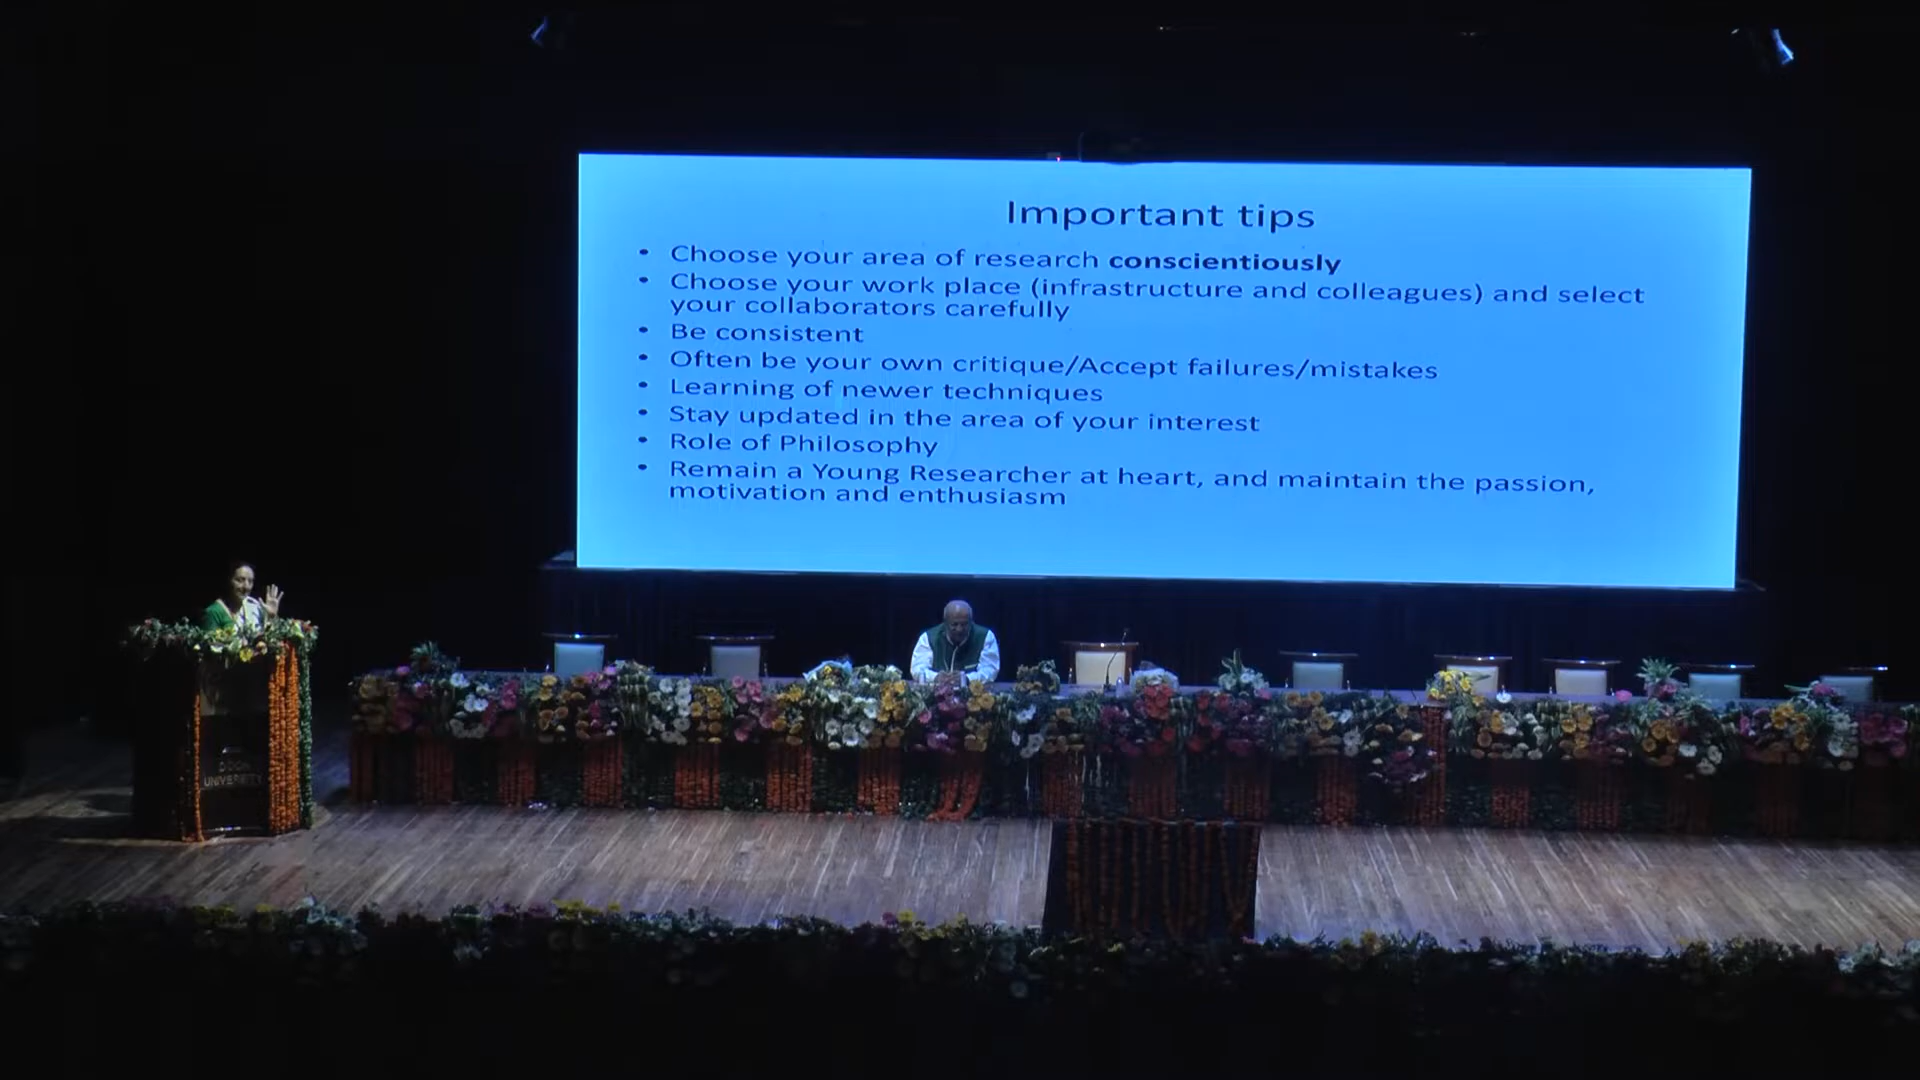 Important tips
• Choose your area of research conscientiously
• Choose your work place (infrastructure and colleagues) and select
your collaborators carefully
• Be consistent
• Often be your own critique/Accept failures/mistakes
• Learning of newer techniques
• Stay updated in the area of your interest
• Role of Philosophy
• Remain a Young Researcher at heart, and maintain the passion,
motivation and enthusiasm
DOON
UNIVERSITY